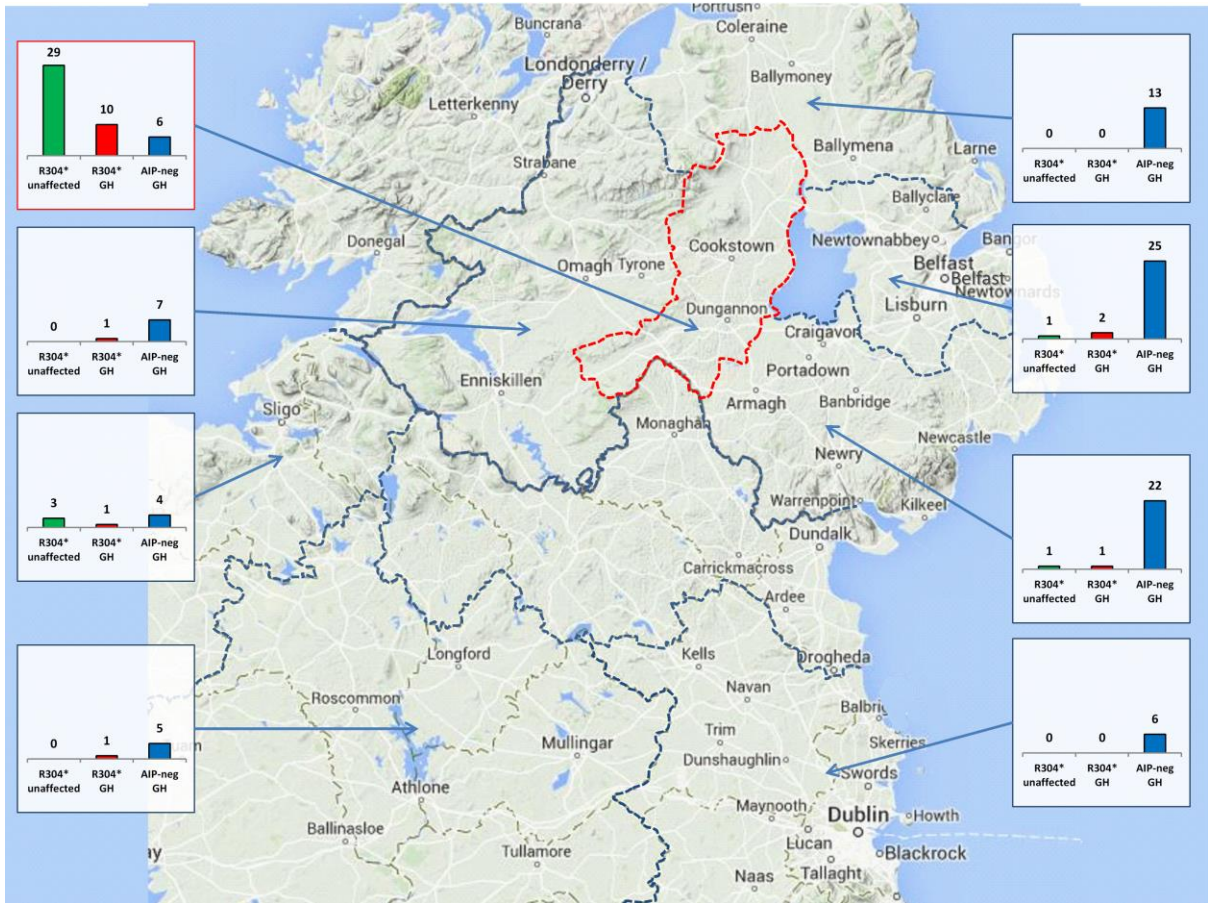 Portrush
Buncrana
Coleraine
Londonderry /
Derry
Ballymoney
Letterkenny
Strabane
Ballymena
Larne
Ballyclare
Donegal
Cookstown
Newtownabbey
Bangor
Omagh Tyrone
Belfast
Belfast
Newtownards
Lisburn
Dungannon
Craigavon
Portadown
Enniskillen
Armagh
Banbridge
Sligo
Monaghan
Newcastle
Newry
Warrenpoint
Kilkeel
Dundalk
Carrickmacross
Ardee
Longford
Kells
Drogheda
Roscommon
Navan
Balbri
Trim
Skerries
uam
Mullingar
Dunshaughlin
Swords
Athlone
Maynooth
Dublin
Howth
Ballinasloe
Lucan
Blackrock
ay
Tullamore
Tallaght
Naas
29
10
6
R304* R304* AIP-neg
unaffected GH GH
0
1
7
R304* R304* AIP-neg
unaffected GH GH
3
1
4
R304* R304* AIP-neg
unaffected GH GH
0
1
5
R304* R304* AIP-neg
unaffected GH GH
0
0
13
R304* R304* AIP-neg
unaffected GH GH
1
2
25
R304* R304* AIP-neg
unaffected GH GH
1
1
22
R304* R304* AIP-neg
unaffected GH GH
0
0
6
R304* R304* AIP-neg
unaffected GH GH